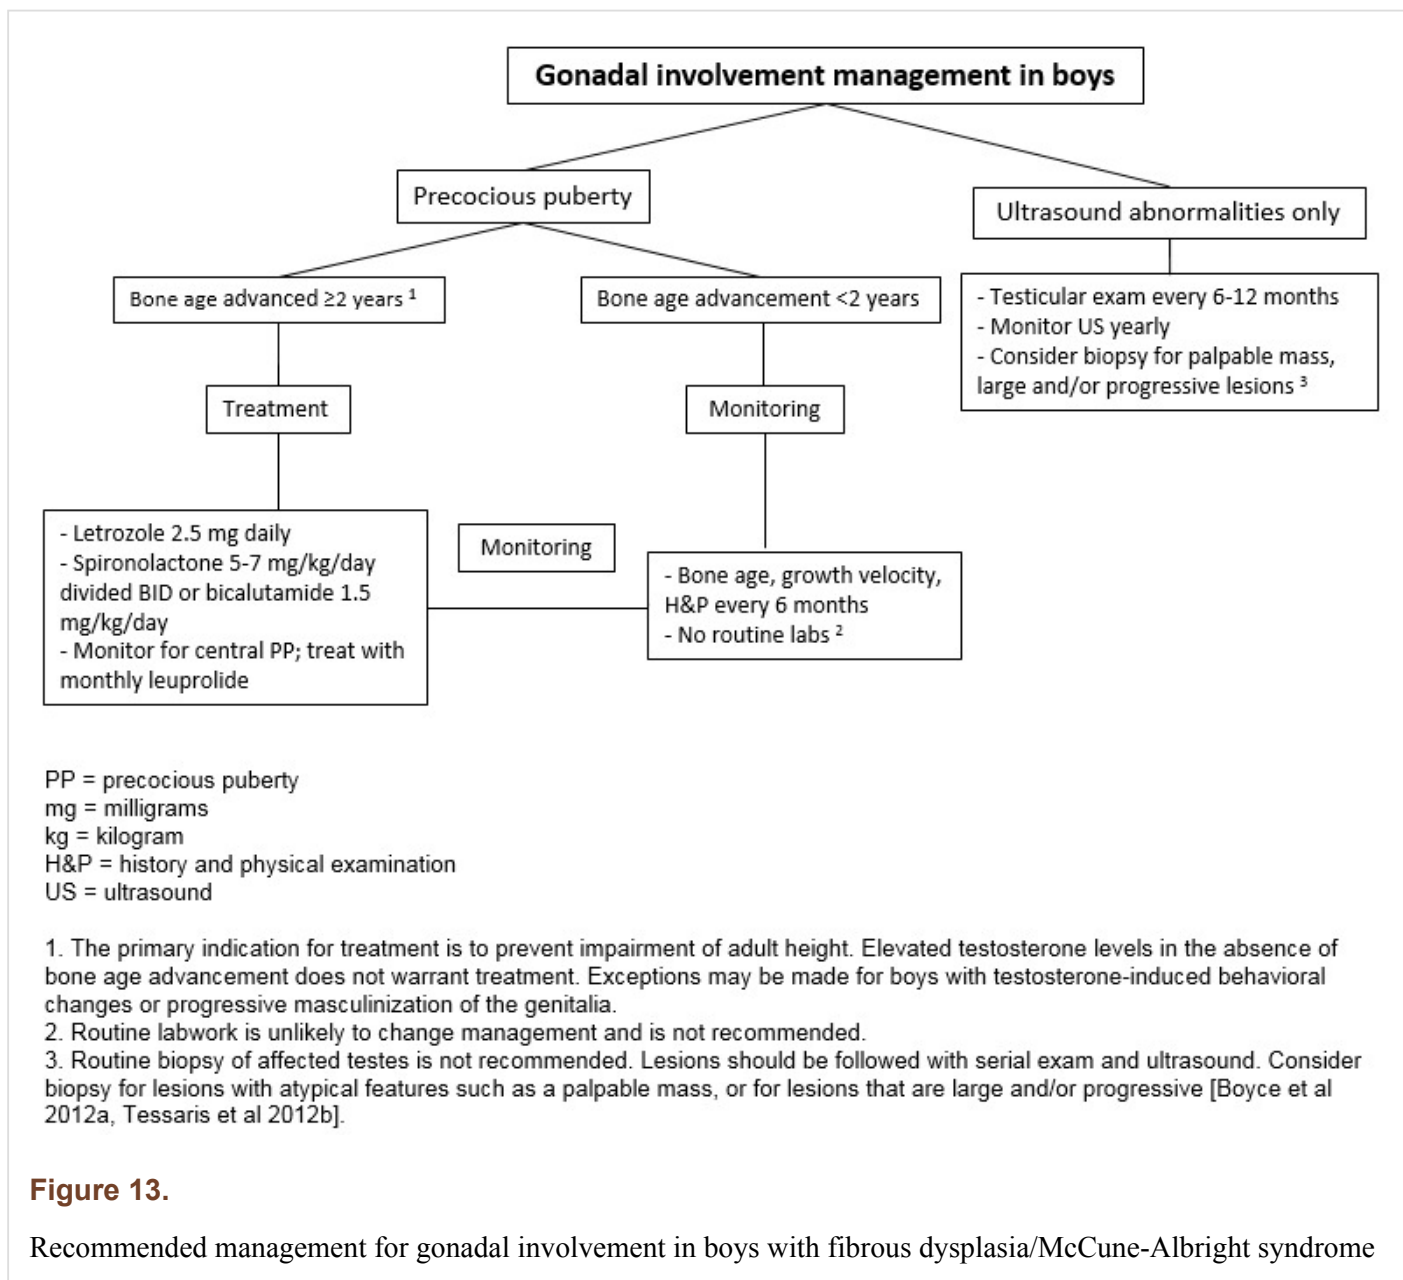 Gonadal involvement management in boys
Precocious puberty
Ultrasound abnormalities only
Bone age advanced ≥2 years ¹
Bone age advancement <2 years
- Testicular exam every 6-12 months
- Monitor US yearly
- Consider biopsy for palpable mass,
large and/or progressive lesions ³
Treatment
Monitoring
- Letrozole 2.5 mg daily
- Spironolactone 5-7 mg/kg/day
divided BID or bicalutamide 1.5
mg/kg/day
- Monitor for central PP; treat with
monthly leuprolide
Monitoring
- Bone age, growth velocity,
H&P every 6 months
- No routine labs ²
PP = precocious puberty
mg = milligrams
kg = kilogram
H&P = history and physical examination
US = ultrasound
1. The primary indication for treatment is to prevent impairment of adult height. Elevated testosterone levels in the absence of
bone age advancement does not warrant treatment. Exceptions may be made for boys with testosterone-induced behavioral
changes or progressive masculinization of the genitalia.
2. Routine labwork is unlikely to change management and is not recommended.
3. Routine biopsy of affected testes is not recommended. Lesions should be followed with serial exam and ultrasound. Consider
biopsy for lesions with atypical features such as a palpable mass, or for lesions that are large and/or progressive [Boyce et al
2012a, Tessaris et al 2012b].
Figure 13.
Recommended management for gonadal involvement in boys with fibrous dysplasia/McCune-Albright syndrome